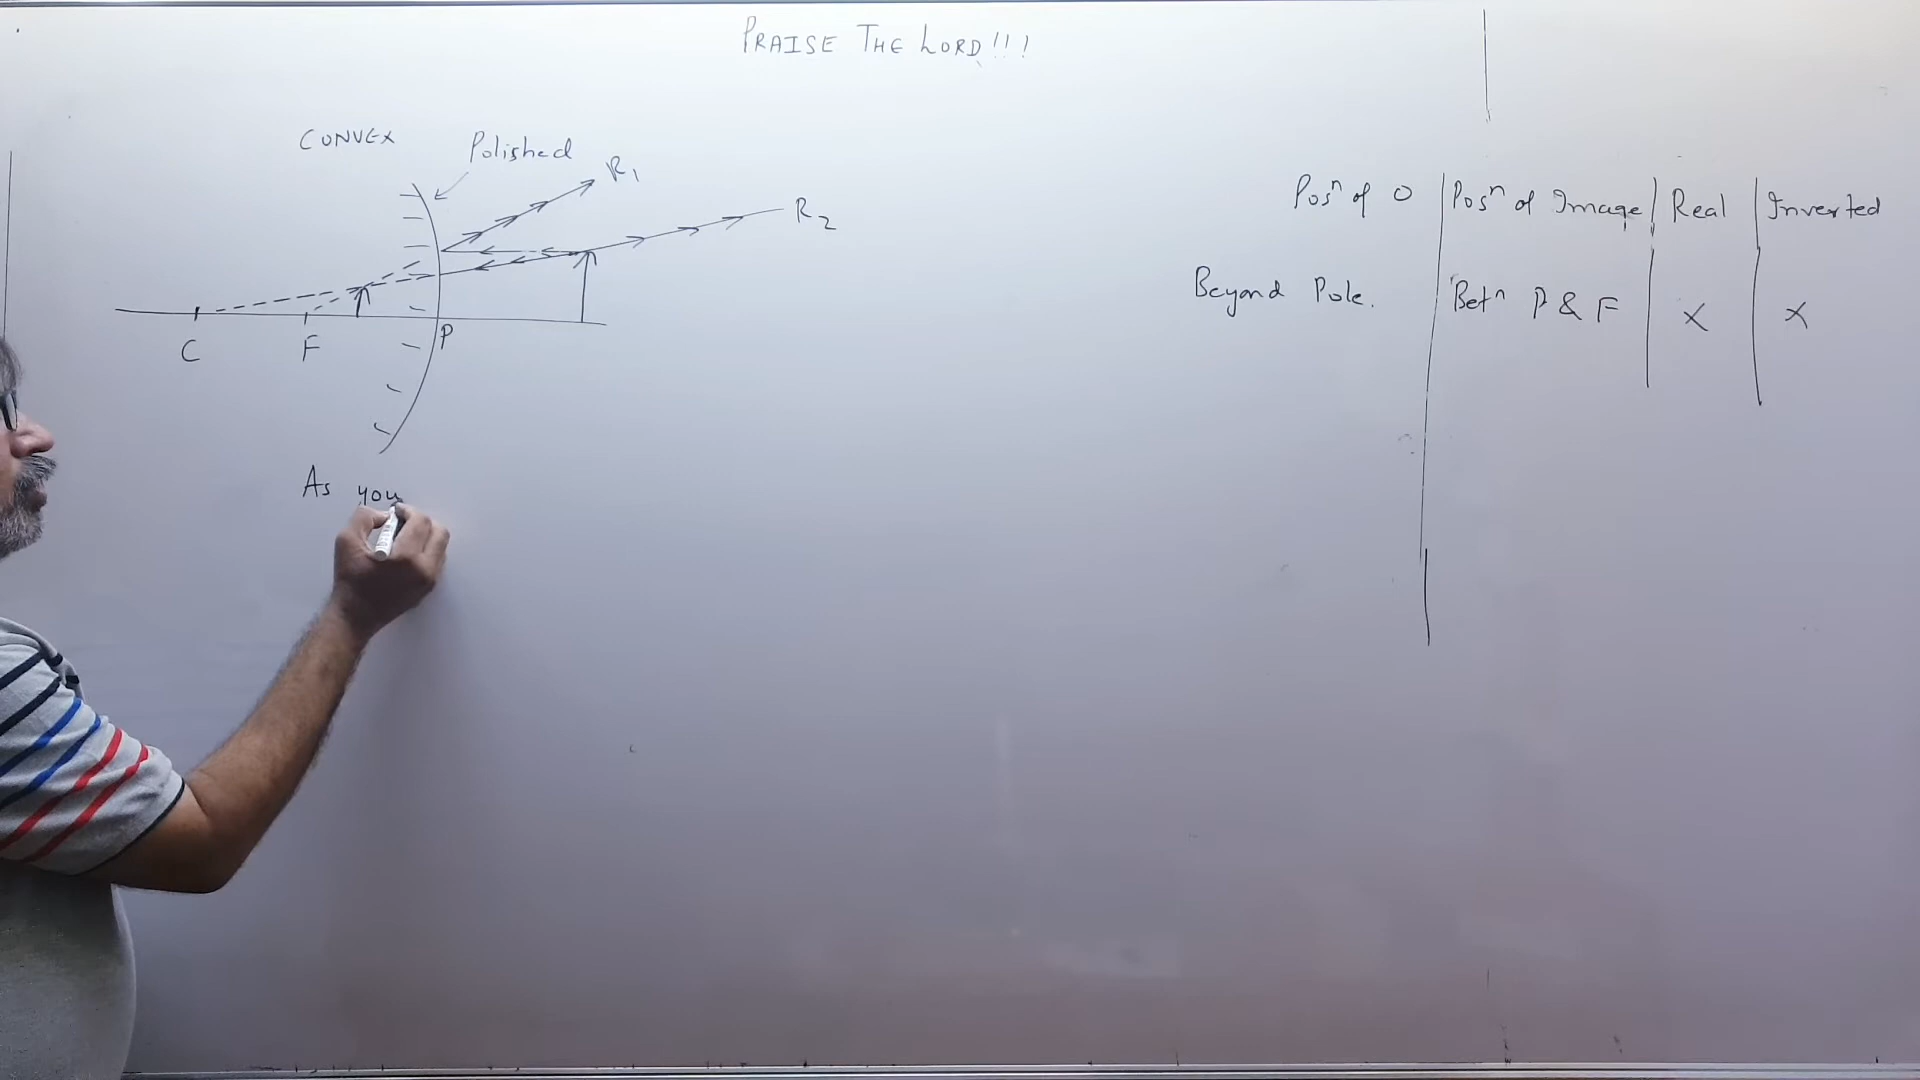 PRAISE THE LORD!!!
CONVEX
Polished
R1
R2
C
F
P
As you
Posⁿ of O
Posⁿ of Image
Real
Inverted
Beyond Pole.
Betⁿ P & F
X
X